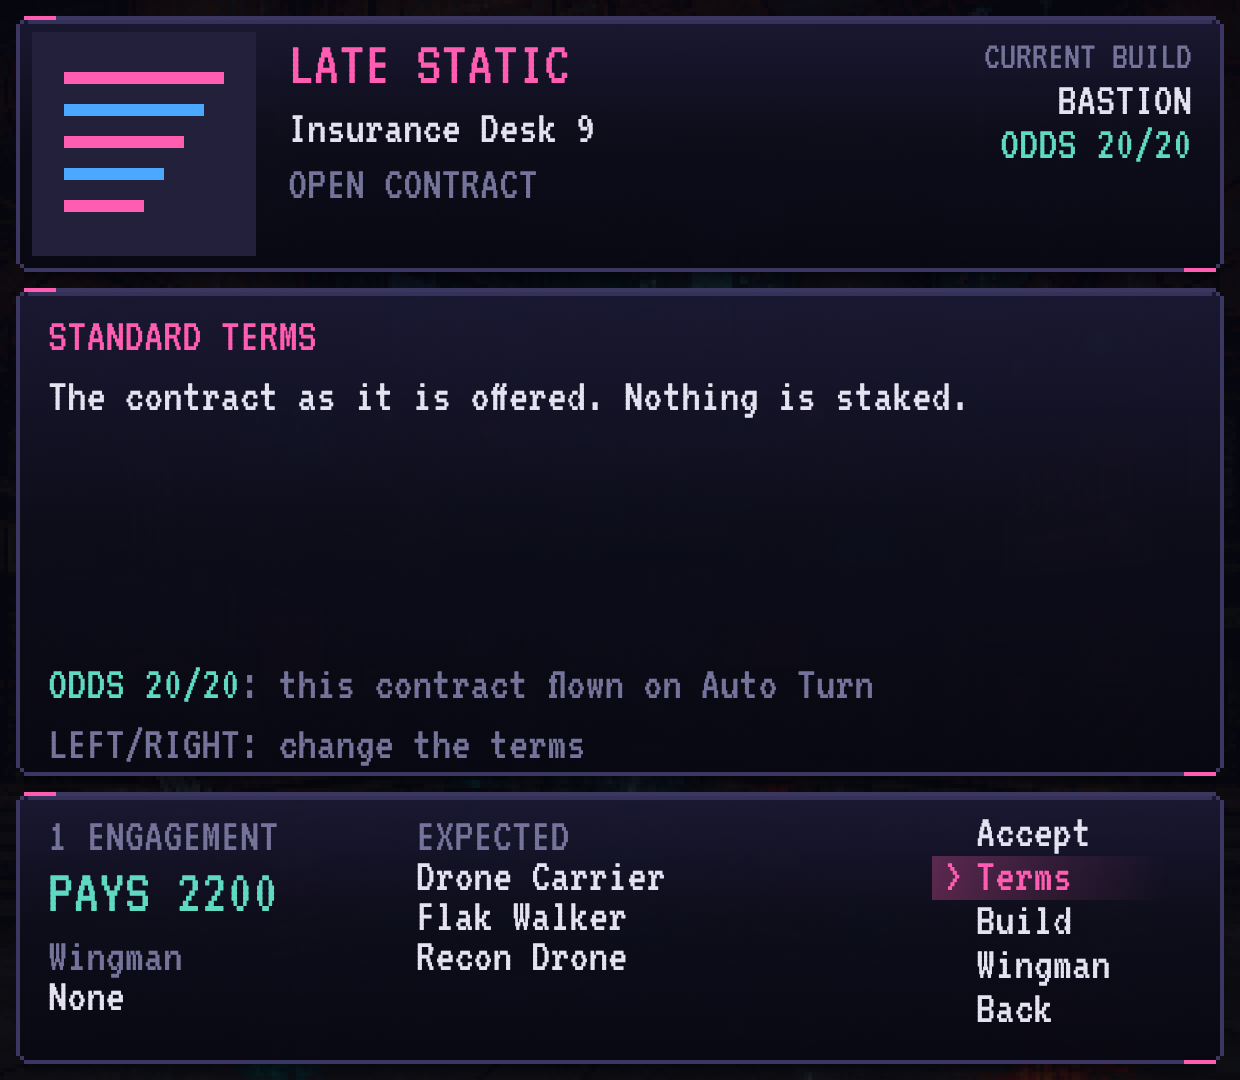 LATE STATIC
Insurance Desk 9
OPEN CONTRACT
CURRENT BUILD
BASTION
ODDS 20/20
STANDARD TERMS
The contract as it is offered. Nothing is staked.
ODDS 20/20: this contract flown on Auto Turn
LEFT/RIGHT: change the terms
1 ENGAGEMENT
PAYS 2200
Wingman
None
EXPECTED
Drone Carrier
Flak Walker
Recon Drone
Accept
> Terms
Build
Wingman
Back